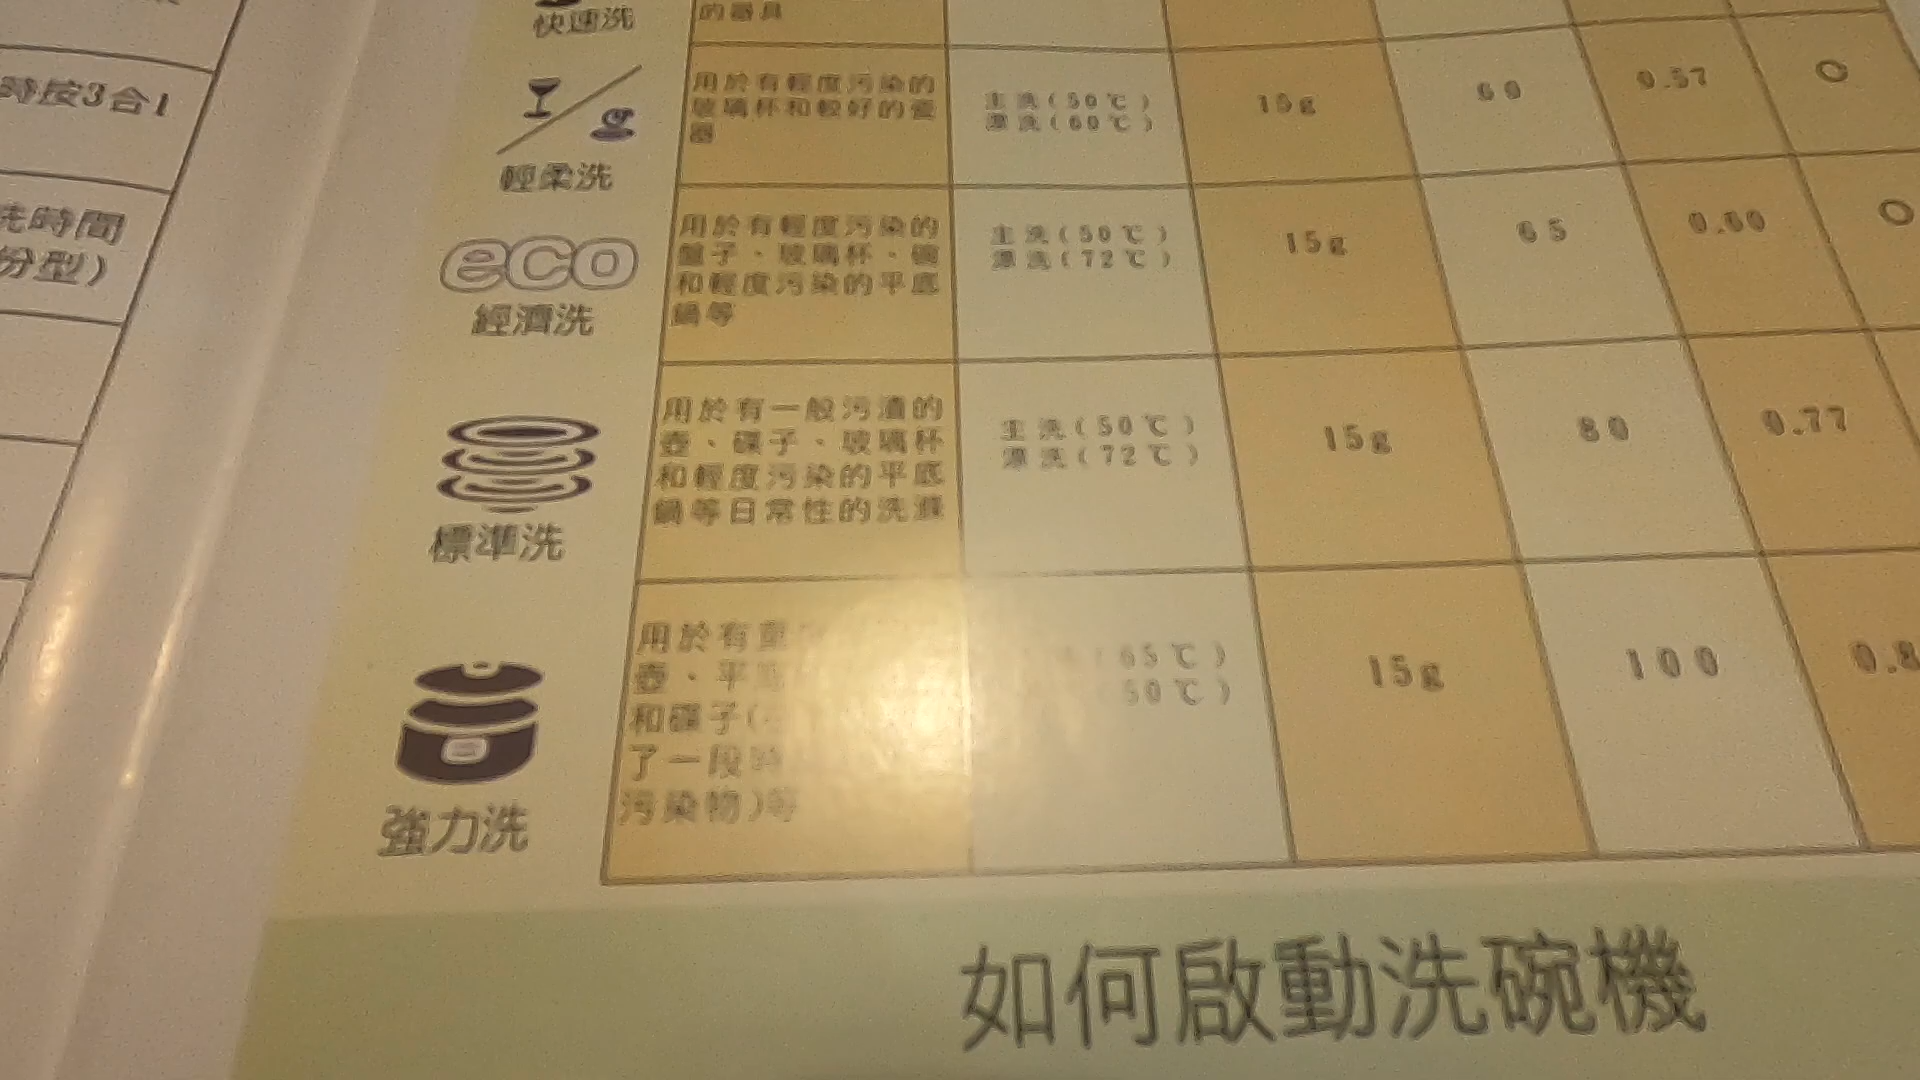 快速洗
的器具
時按3合1
用於有輕度污染的
玻璃杯和較好的瓷
器
主洗(50℃)
漂洗(60℃)
15g
60
0.57
O
輕柔洗
洗時間
份型)
eco
經濟洗
用於有輕度污染的
盤子、玻璃杯、碗
和輕度污染的平底
鍋等
主洗(50℃)
漂洗(72℃)
15g
65
0.60
O
標準洗
用於有一般污漬的
壺、碟子、玻璃杯
和輕度污染的平底
鍋等日常性的洗滌
主洗(50℃)
漂洗(72℃)
15g
80
0.77
強力洗
用於有重
壺、平底
和碟子(
了一段時
污染物)等
(65℃)
50℃)
15g
100
0.8
如何啟動洗碗機